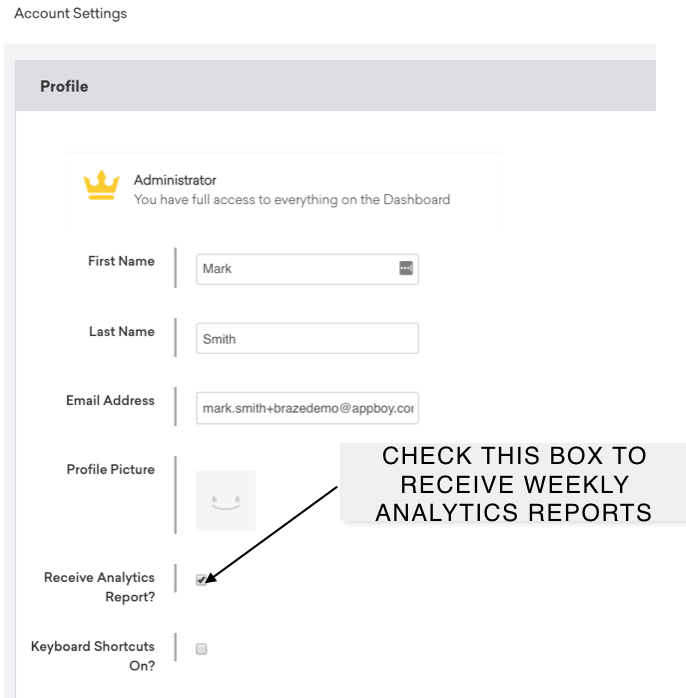 Account Settings
Profile
Administrator
You have full access to everything on the Dashboard
First Name
Mark
Last Name
Smith
Email Address
mark.smith+brazedemo@appboy.co
Profile Picture
CHECK THIS BOX TO
RECEIVE WEEKLY
ANALYTICS REPORTS
Receive Analytics
Report?
Keyboard Shortcuts
On?